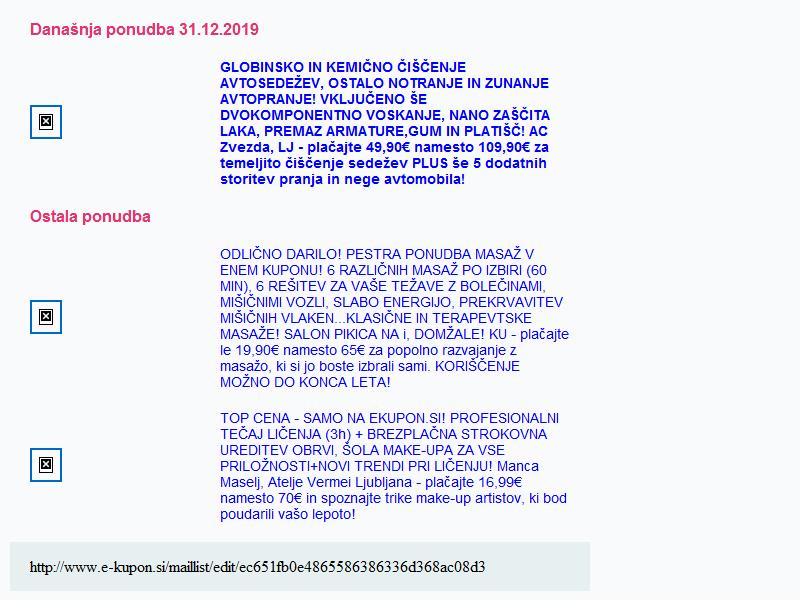 Današnja ponudba 31.12.2019
GLOBINSKO IN KEMIČNO ČIŠČENJE
AVTOSEDEŽEV, OSTALO NOTRANJE IN ZUNANJE
AVTOPRANJE! VKLJUČENO ŠE
DVOKOMPONENTNO VOSKANJE, NANO ZAŠČITA
LAKA, PREMAZ ARMATURE,GUM IN PLATIŠČ! AC
Zvezda, LJ - plačajte 49,90€ namesto 109,90€ za
temeljito čiščenje sedežev PLUS še 5 dodatnih
storitev pranja in nege avtomobila!
Ostala ponudba
ODLIČNO DARILO! PESTRA PONUDBA MASAŽ V
ENEM KUPONU! 6 RAZLIČNIH MASAŽ PO IZBIRI (60
MIN), 6 REŠITEV ZA VAŠE TEŽAVE Z BOLEČINAMI,
MIŠIČNIMI VOZLI, SLABO ENERGIJO, PREKRVAVITEV
MIŠIČNIH VLAKEN...KLASIČNE IN TERAPEVTSKE
MASAŽE! SALON PIKICA NA i, DOMŽALE! KU - plačajte
le 19,90€ namesto 65€ za popolno razvajanje z
masažo, ki si jo boste izbrali sami. KORIŠČENJE
MOŽNO DO KONCA LETA!
TOP CENA - SAMO NA EKUPON.SI! PROFESIONALNI
TEČAJ LIČENJA (3h) + BREZPLAČNA STROKOVNA
UREDITEV OBRVI, ŠOLA MAKE-UPA ZA VSE
PRILOŽNOSTI+NOVI TRENDI PRI LIČENJU! Manca
Maselj, Atelje Vermei Ljubljana - plačajte 16,99€
namesto 70€ in spoznajte trike make-up artistov, ki bod
poudarili vašo lepoto!
http://www.e-kupon.si/maillist/edit/ec651fb0e4865586386336d368ac08d3